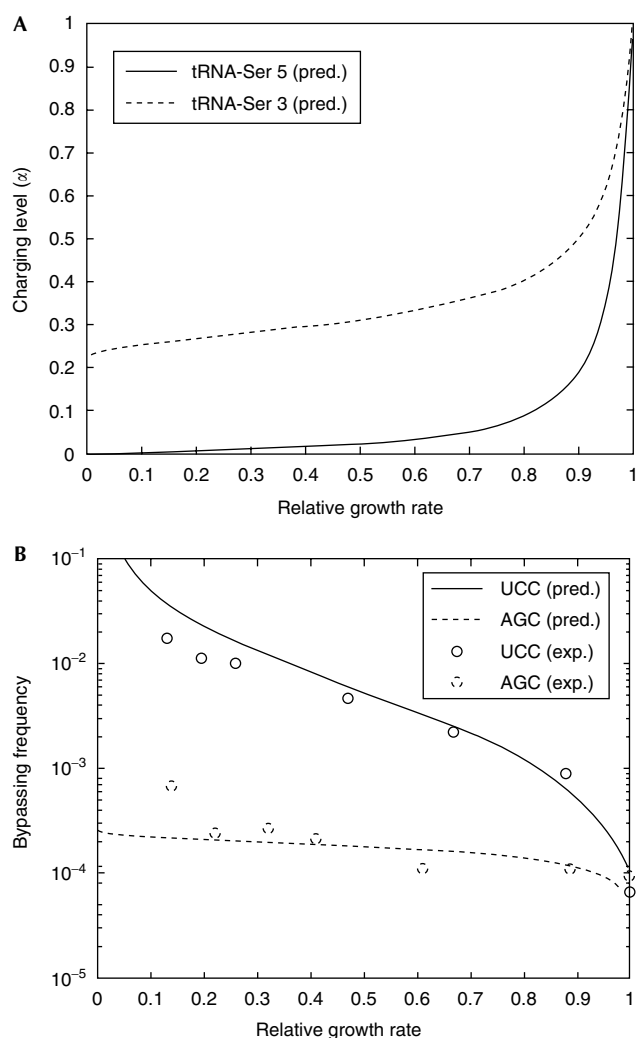 A
1
0.9
0.8
0.7
0.6
0.5
0.4
0.3
0.2
0.1
0
Charging level (α)
tRNA-Ser 5 (pred.)
tRNA-Ser 3 (pred.)
0 0.1 0.2 0.3 0.4 0.5 0.6 0.7 0.8 0.9 1
Relative growth rate
B
10⁻¹
10⁻²
10⁻³
10⁻⁴
10⁻⁵
Bypassing frequency
UCC (pred.)
AGC (pred.)
UCC (exp.)
AGC (exp.)
0 0.1 0.2 0.3 0.4 0.5 0.6 0.7 0.8 0.9 1
Relative growth rate